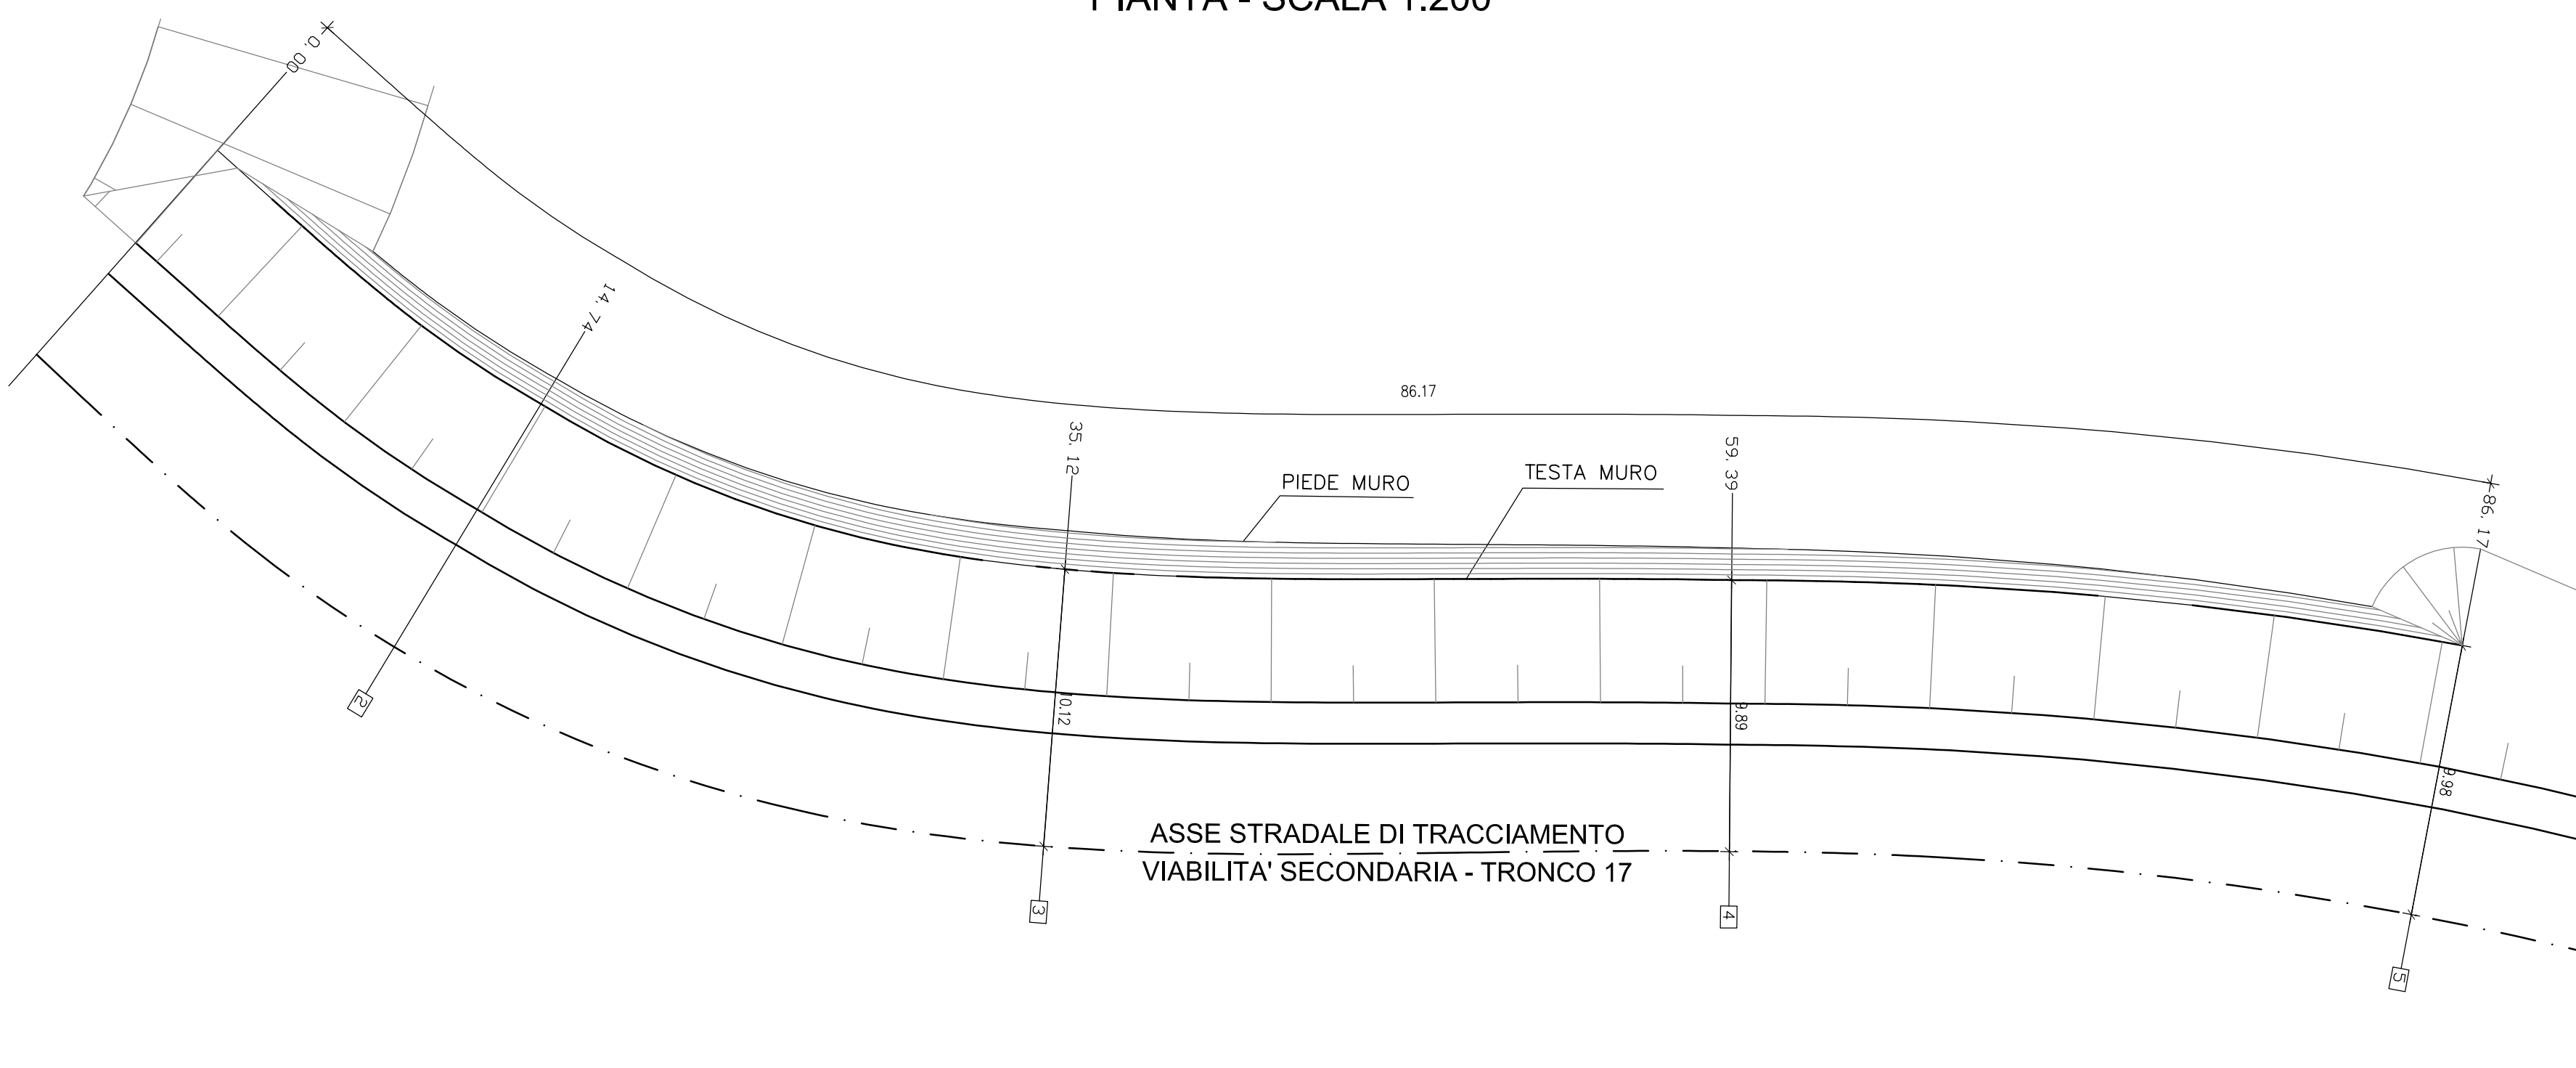 PIANTA - SCALA 1:200
0.00
14.74
86.17
35.12
59.39
PIEDE MURO
TESTA MURO
86.17
10.12
9.89
9.98
ASSE STRADALE DI TRACCIAMENTO
VIABILITA' SECONDARIA - TRONCO 17
2
3
4
5